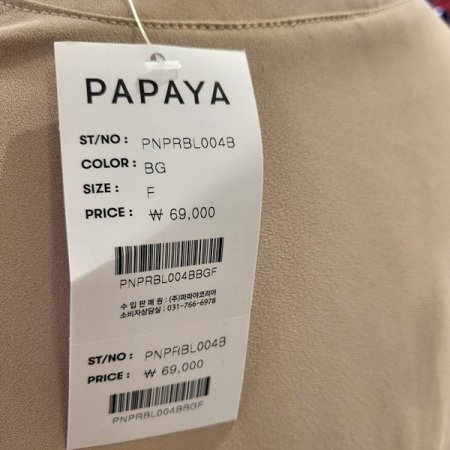 PAPAYA
ST/NO : PNPRBL004B
COLOR : BG
SIZE : F
PRICE : ₩ 69,000
PNPRBL004BBGF
수 입 판 매 원 : (주)파파야코리아
소비자상담실 : 031-766-6978
ST/NO : PNPRBL004B
PRICE : ₩ 69,000
PNPRBL004BBGF